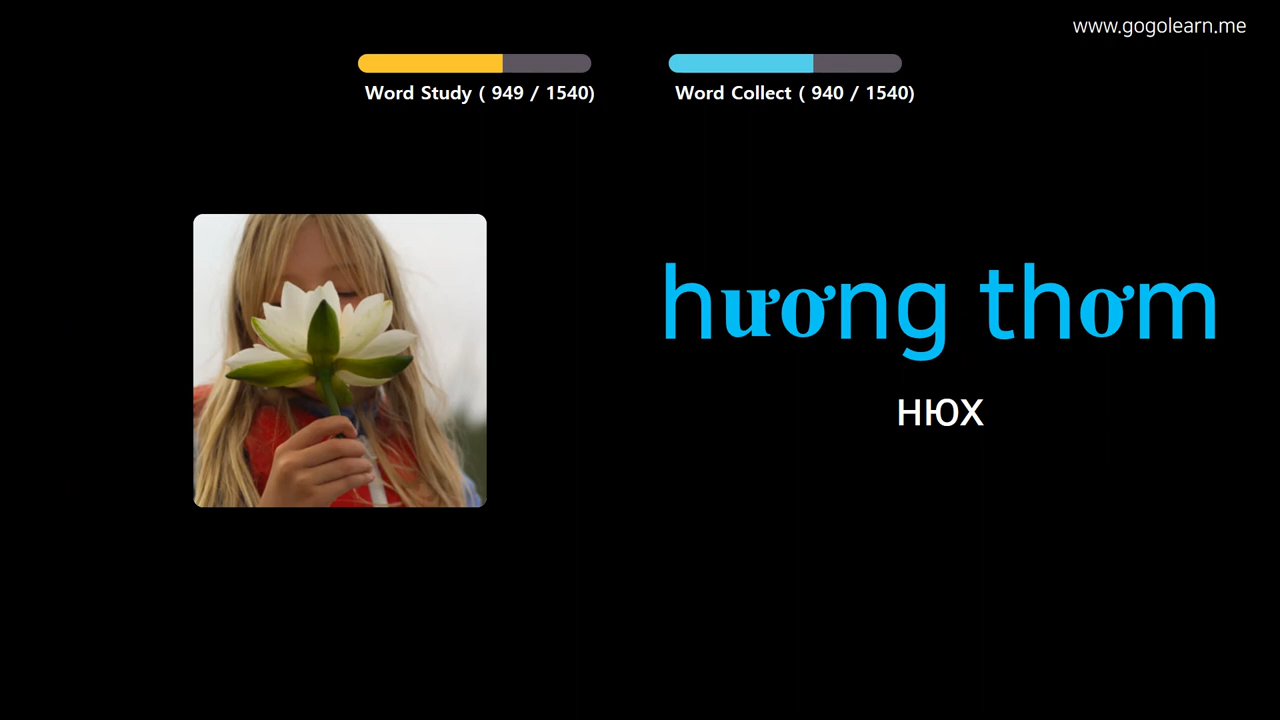 www.gogolearn.me
Word Study ( 949 / 1540)
Word Collect ( 940 / 1540)
hương thơm
нюх